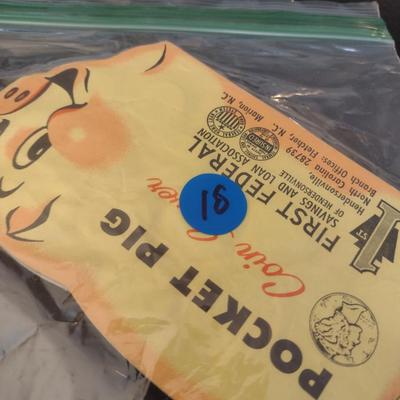 POCKET PIG
Coin Saver
1ST
FIRST FEDERAL
SAVINGS AND LOAN ASSOCIATION
OF HENDERSONVILLE
INSURED
Hendersonville,
North Carolina, 28739
Branch Offices: Fletcher, N.C.
Marion, N.C.